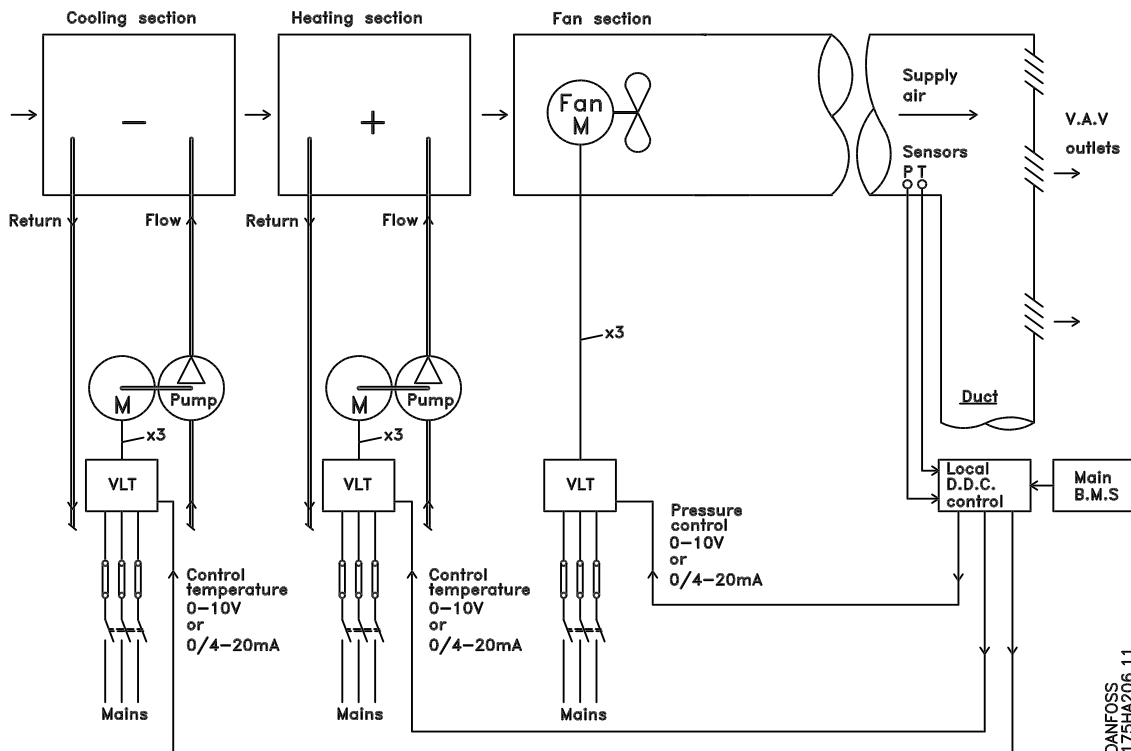 Cooling section
Heating section
Fan section
−
+
Fan
M
Supply
air
Sensors
P T
V.A.V
outlets
Return
Flow
Return
Flow
x3
M
Pump
M
Pump
x3
x3
Duct
VLT
VLT
VLT
Local
D.D.C.
control
Main
B.M.S
Pressure
control
0−10V
or
0/4−20mA
Control
temperature
0−10V
or
0/4−20mA
Control
temperature
0−10V
or
0/4−20mA
Mains
Mains
Mains
DANFOSS
175HA206.11